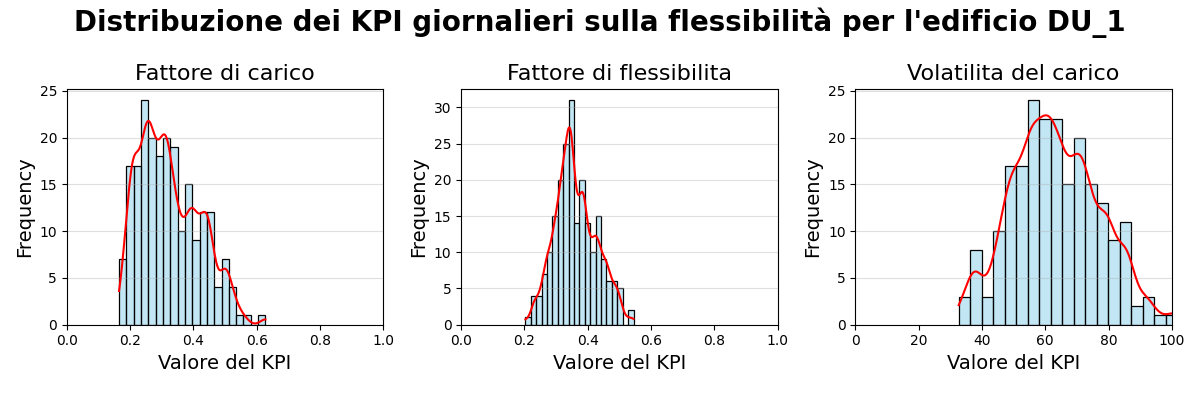 Distribuzione dei KPI giornalieri sulla flessibilità per l'edificio DU_1
Fattore di carico
Frequency
25
20
15
10
5
0
0.0 0.2 0.4 0.6 0.8 1.0
Valore del KPI
Fattore di flessibilita
Frequency
30
25
20
15
10
5
0
0.0 0.2 0.4 0.6 0.8 1.0
Valore del KPI
Volatilita del carico
Frequency
25
20
15
10
5
0
0 20 40 60 80 100
Valore del KPI